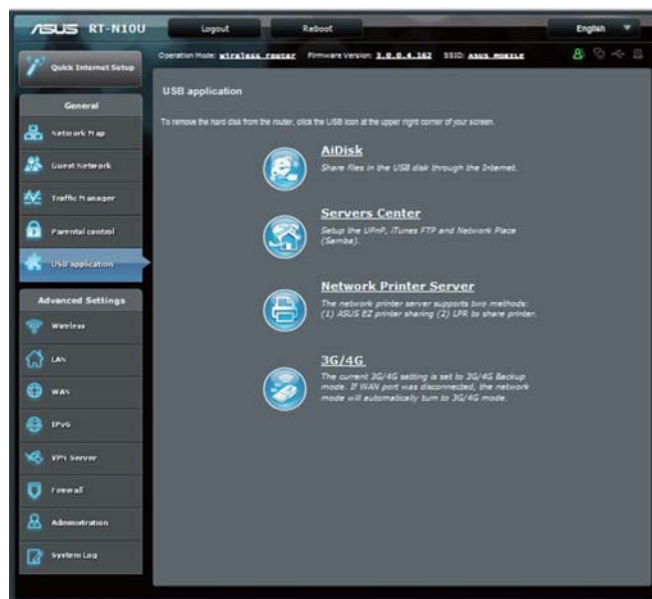 ASUS RT-N10U
Logout
Reboot
English
Quick Internet Setup
Operation Mode: wireless router Firmware Version: 3.0.0.4.162 SSID: ASUS MOBILE
General
Network Map
Guest Network
Traffic Manager
Parental control
USB application
Advanced Settings
Wireless
LAN
WAN
IPv6
VPN Server
Firewall
Administration
System Log
USB application
To remove the hard disk from the router, click the USB icon at the upper right corner of your screen.
AiDisk
Share files in the USB disk through the Internet.
Servers Center
Setup the UPnP, iTunes FTP and Network Place
(Samba).
Network Printer Server
The network printer server supports two methods:
(1) ASUS EZ printer sharing (2) LPR to share printer.
3G/4G
The current 3G/4G setting is set to 3G/4G Backup
mode. If WAN port was disconnected, the network
mode will automatically turn to 3G/4G mode.